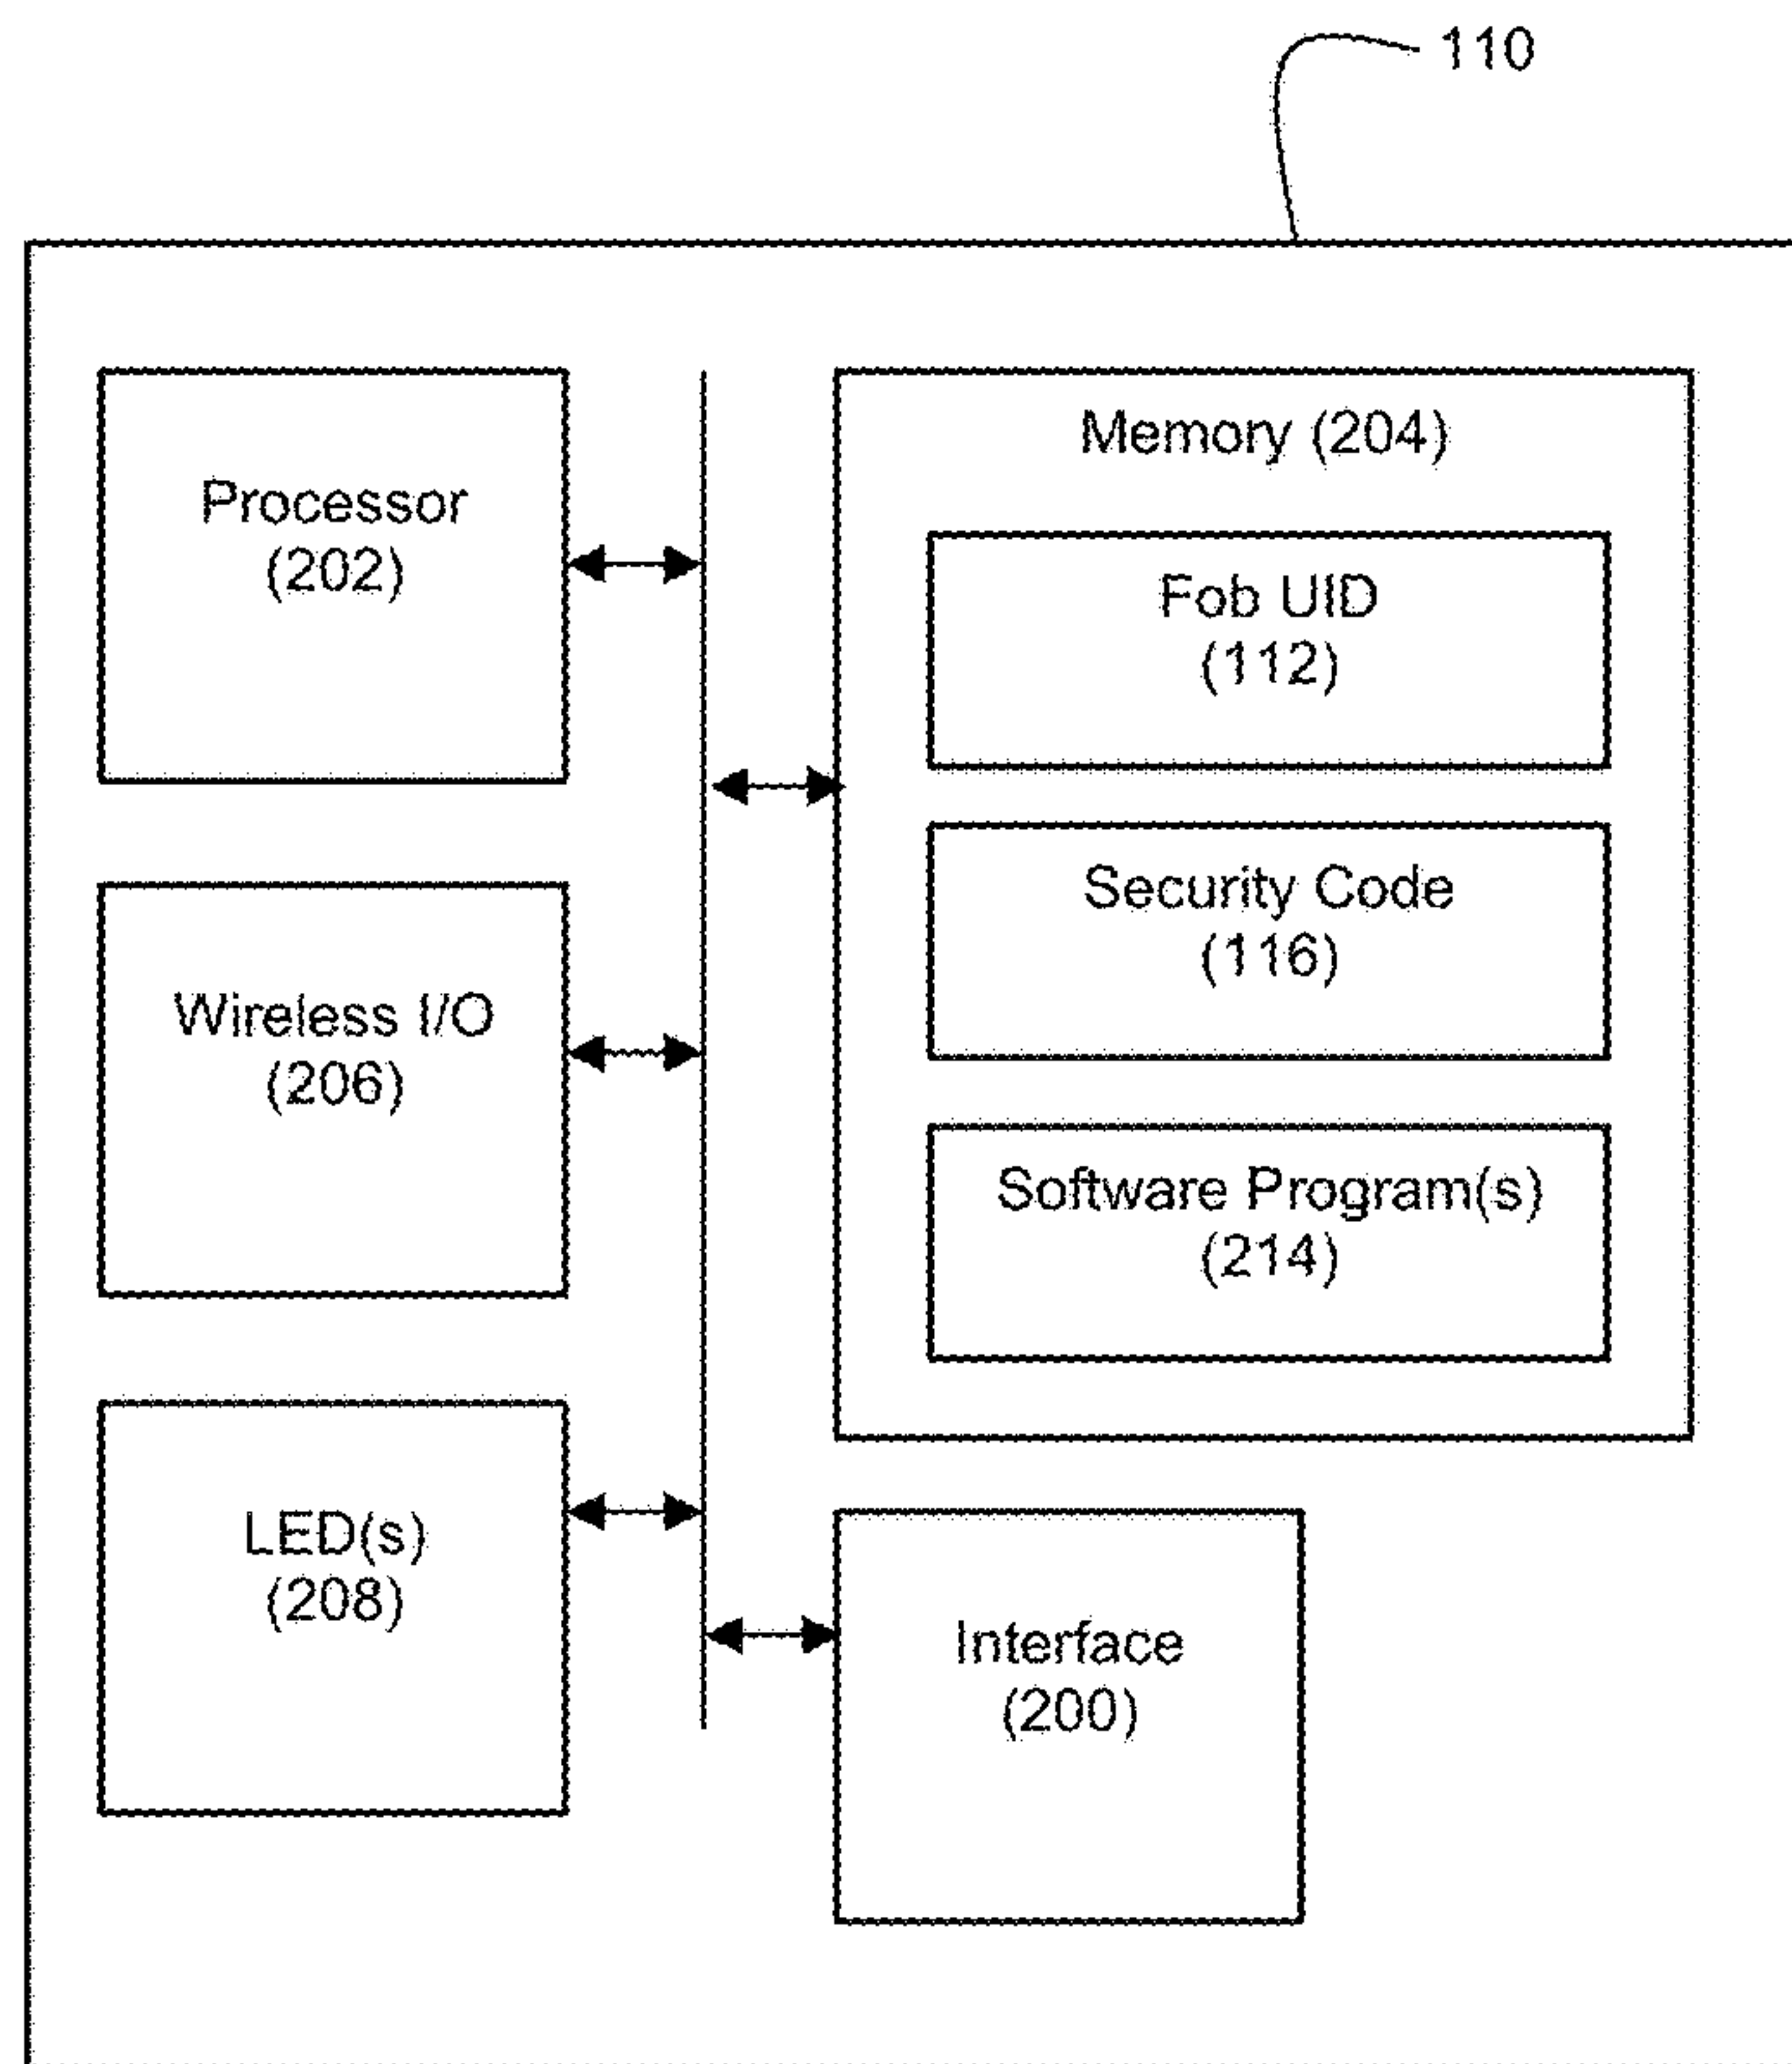 110
Processor
(202)
Memory (204)
Fob UID
(112)
Security Code
(116)
Wireless I/O
(206)
Software Program(s)
(214)
LED(s)
(208)
Interface
(200)